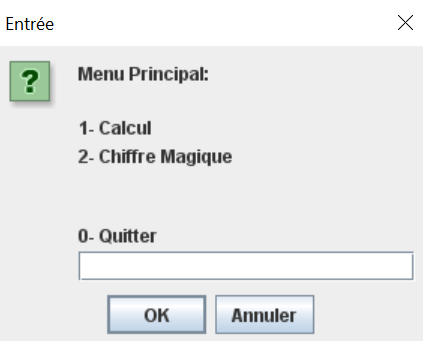 Entrée
?
Menu Principal:
1- Calcul
2- Chiffre Magique
0- Quitter
OK
Annuler